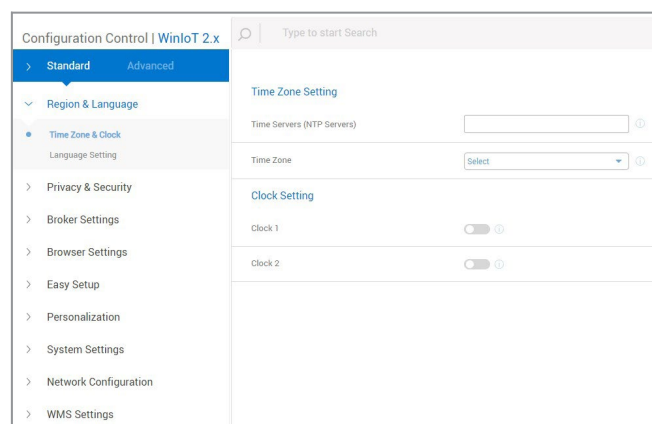 Configuration Control | WinIoT 2.x
Type to start Search
Standard Advanced
Region & Language
Time Zone & Clock
Language Setting
Privacy & Security
Broker Settings
Browser Settings
Easy Setup
Personalization
System Settings
Network Configuration
WMS Settings
Time Zone Setting
Time Servers (NTP Servers)
Time Zone
Select
Clock Setting
Clock 1
Clock 2